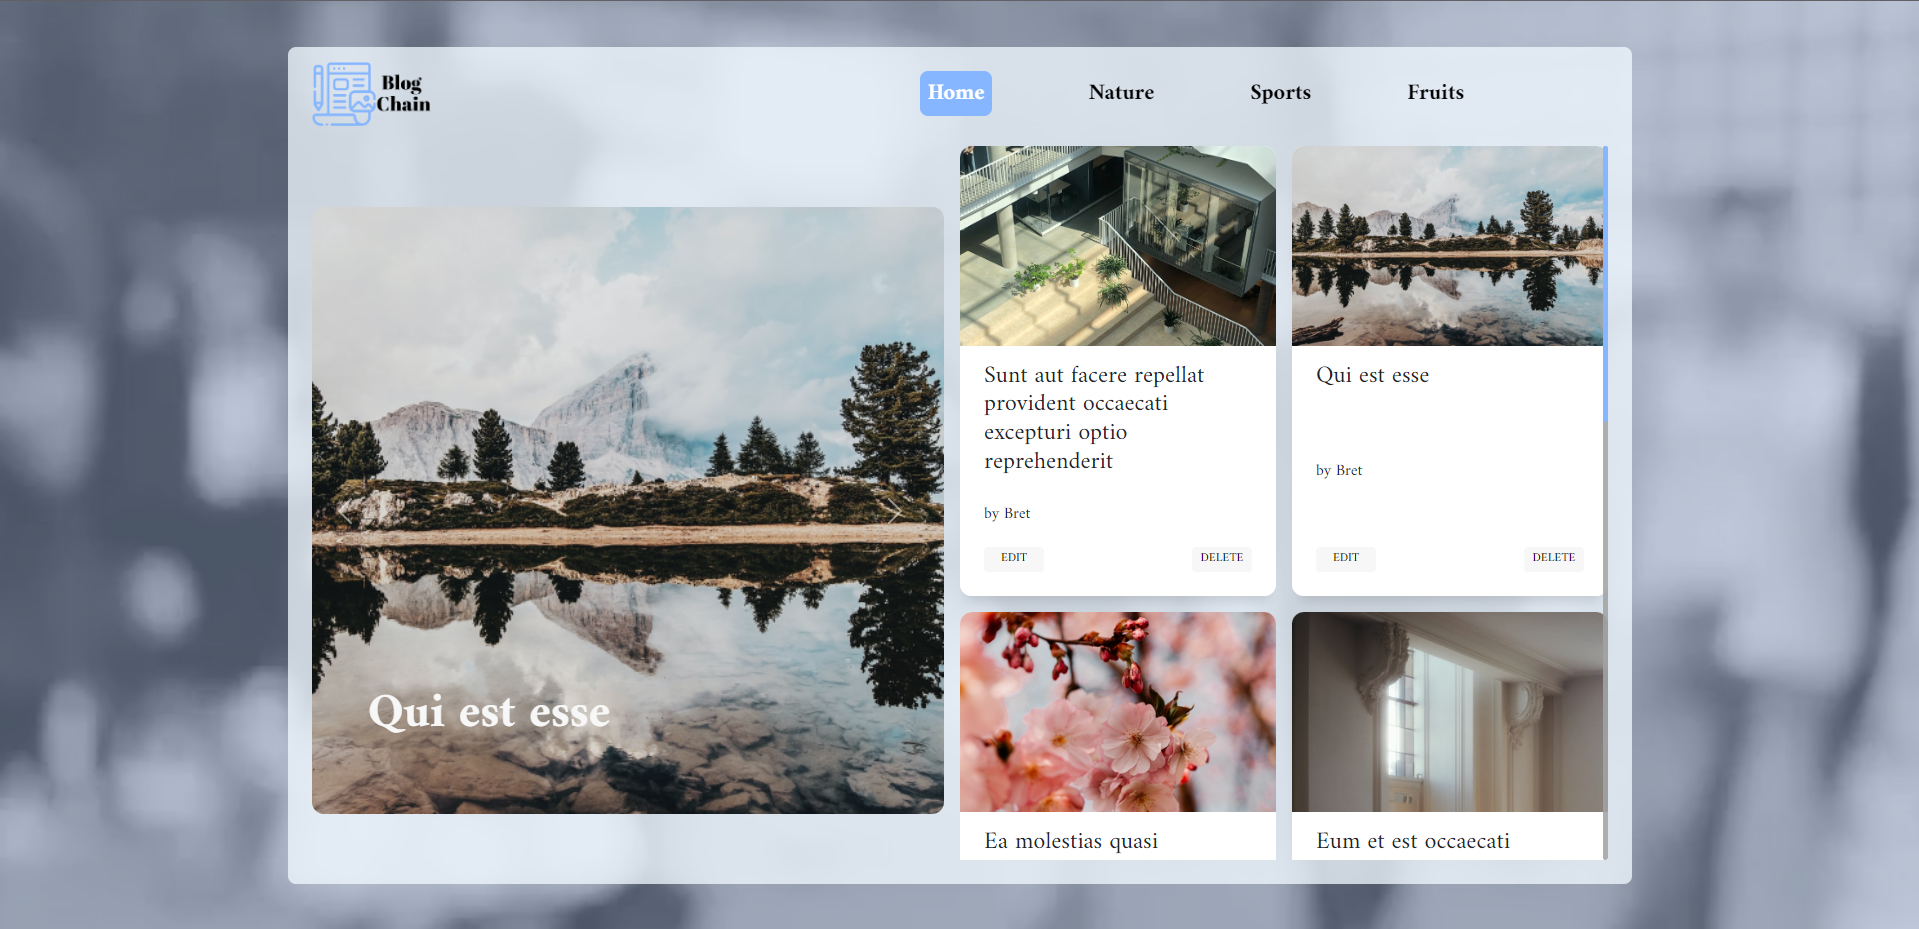 Blog
Chain
Home
Nature
Sports
Fruits
Qui est esse
Sunt aut facere repellat
provident occaecati
excepturi optio
reprehenderit
by Bret
EDIT
DELETE
Qui est esse
by Bret
EDIT
DELETE
Ea molestias quasi
Eum et est occaecati